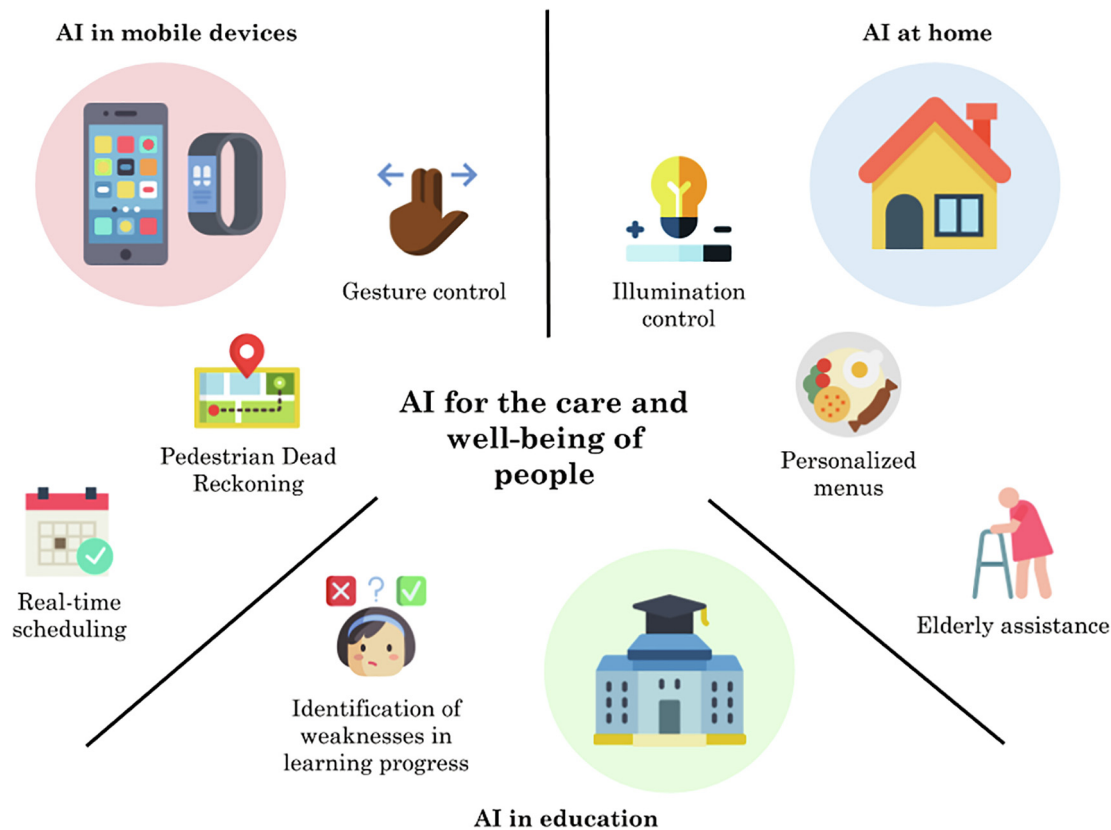 AI in mobile devices
AI at home
Gesture control
Illumination
control
AI for the care and
well-being of
people
Pedestrian Dead
Reckoning
Personalized
menus
Real-time
scheduling
Elderly assistance
Identification of
weaknesses in
learning progress
AI in education